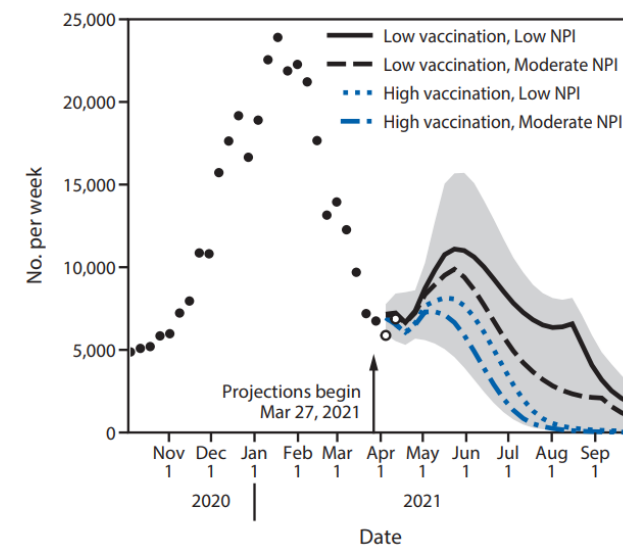 25,000
20,000
15,000
10,000
5,000
0
No. per week
Low vaccination, Low NPI
Low vaccination, Moderate NPI
High vaccination, Low NPI
High vaccination, Moderate NPI
Projections begin
Mar 27, 2021
Nov Dec Jan Feb Mar Apr May Jun Jul Aug Sep
1 1 1 1 1 1 1 1 1 1 1
2020 2021
Date